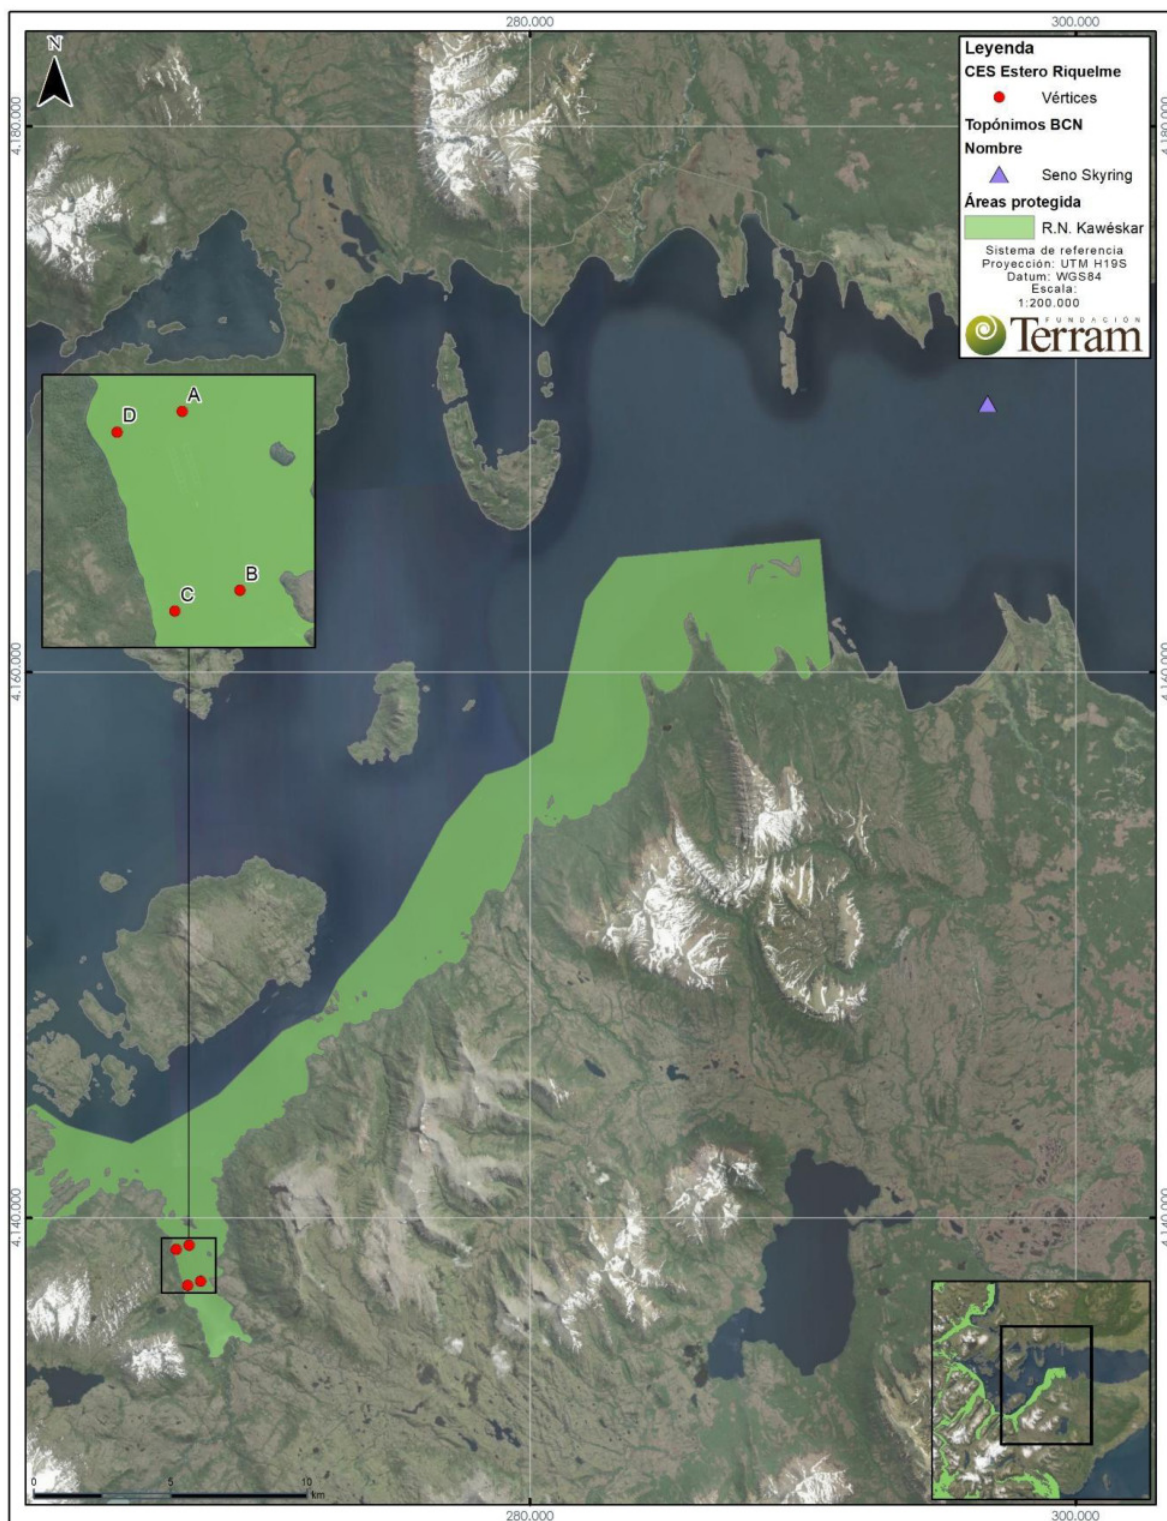 280.000
300.000
N
Leyenda
CES Estero Riquelme
Vértices
Topónimos BCN
Nombre
Seno Skyring
Áreas protegida
R.N. Kawéskar
Sistema de referencia
Proyección: UTM H19S
Datum: WGS84
Escala:
1:200.000
FUNDACIÓN
Terram
4.180.000
4.180.000
A
D
B
C
4.160.000
4.160.000
4.140.000
4.140.000
0
5
10
km
280.000
300.000